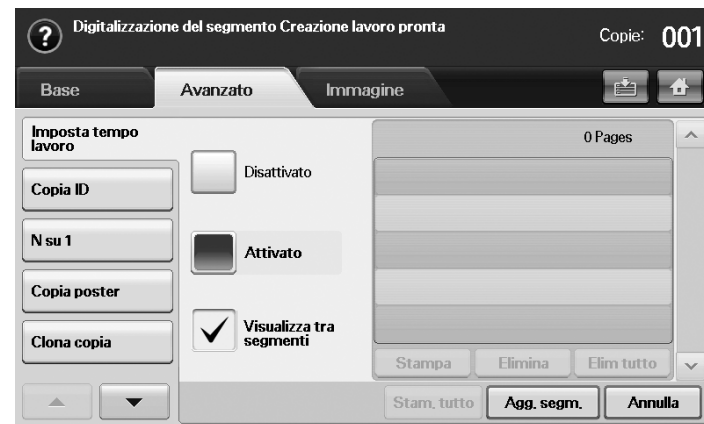 ? Digitalizzazione del segmento Creazione lavoro pronta
Copie: 001
Base
Avanzato
Immagine
Imposta tempo
lavoro
Copia ID
N su 1
Copia poster
Clona copia
Disattivato
Attivato
Visualizza tra
segmenti
0 Pages
Stampa
Elimina
Elim tutto
Stam. tutto
Agg. segm.
Annulla